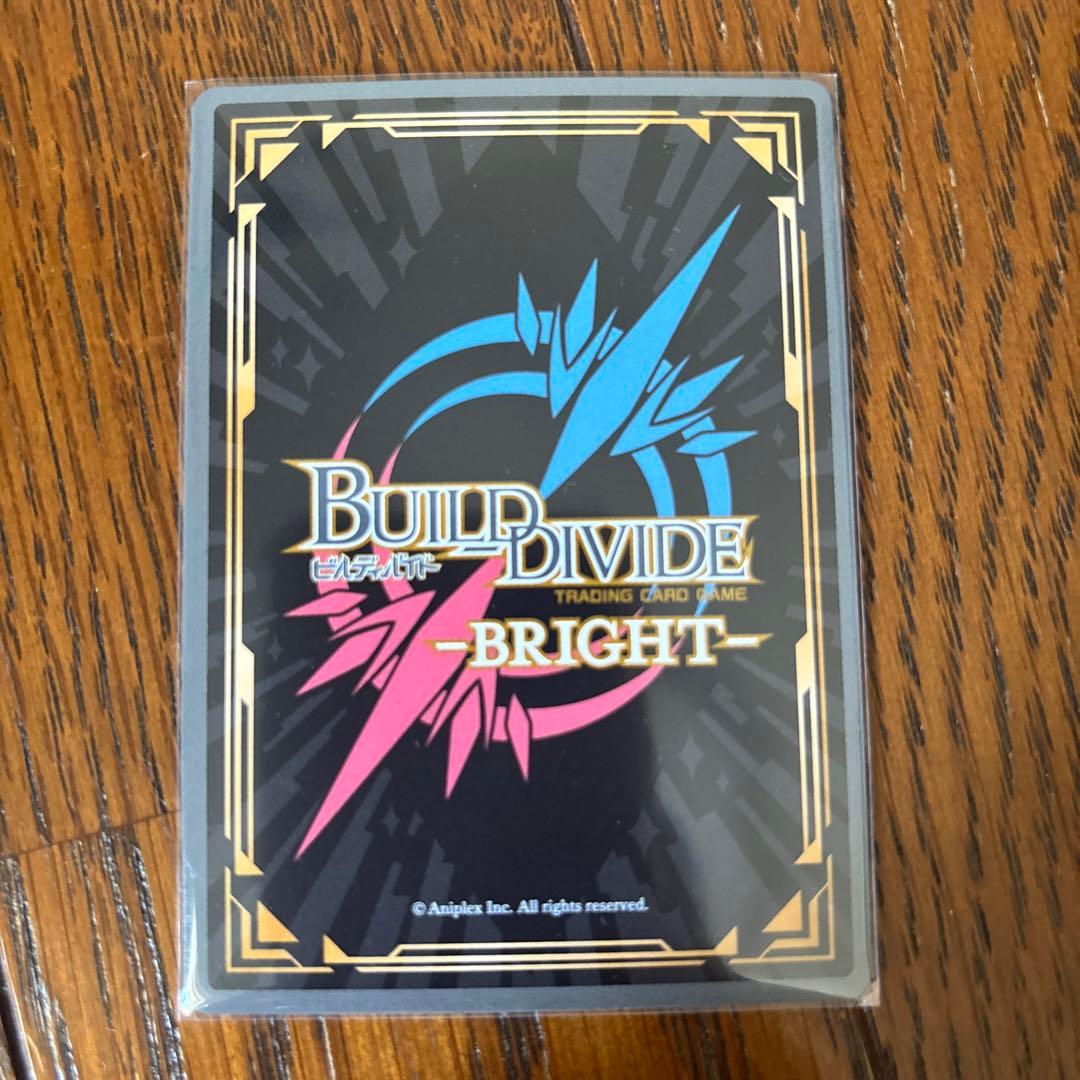 BUILD DIVIDE
ビルディバイド
TRADING CARD GAME
-BRIGHT-
© Aniplex Inc. All rights reserved.